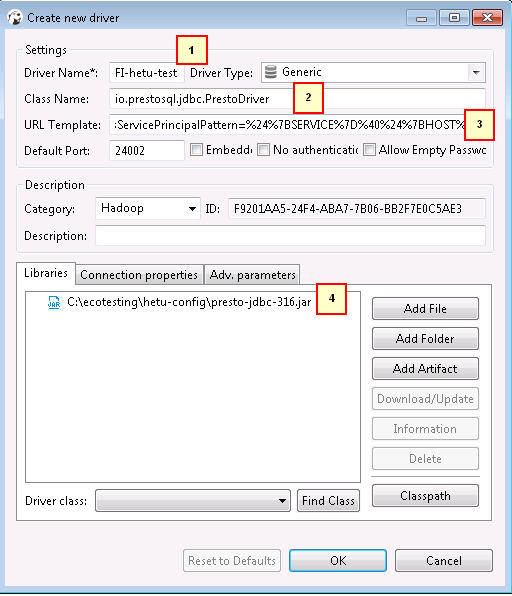 Create new driver
Settings
1
Driver Name*: FI-hetu-test Driver Type: Generic
Class Name: io.prestosql.jdbc.PrestoDriver 2
URL Template: :ServicePrincipalPattern=%24%7BSERVICE%7D%40%24%7BHOST% 3
Default Port: 24002 Embedde No authenticatio Allow Empty Passwo
Description
Category: Hadoop ID: F9201AA5-24F4-ABA7-7B06-BB2F7E0C5AE3
Description:
Libraries Connection properties Adv. parameters
JAR C:\ecotesting\hetu-config\presto-jdbc-316.jar 4
Add File
Add Folder
Add Artifact
Download/Update
Information
Delete
Classpath
Driver class: Find Class
Reset to Defaults OK Cancel